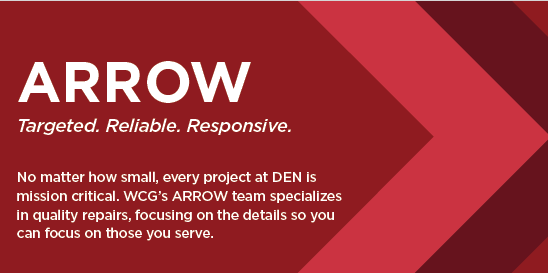 ARROW
Targeted. Reliable. Responsive.
No matter how small, every project at DEN is
mission critical. WCG's ARROW team specializes
in quality repairs, focusing on the details so you
can focus on those you serve.